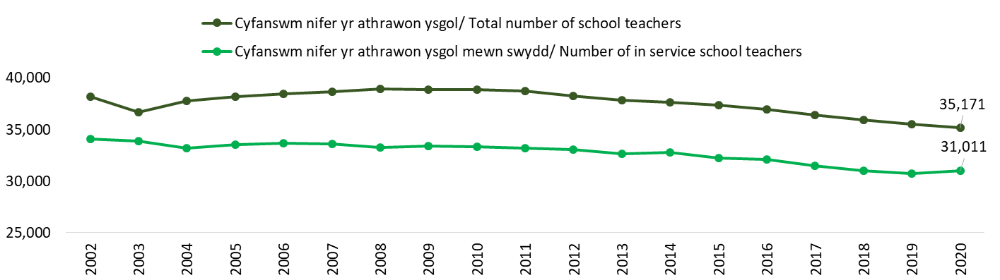 Cyfanswm nifer yr athrawon ysgol/ Total number of school teachers
Cyfanswm nifer yr athrawon ysgol mewn swydd/ Number of in service school teachers
40,000
35,000
30,000
25,000
35,171
31,011
2002 2003 2004 2005 2006 2007 2008 2009 2010 2011 2012 2013 2014 2015 2016 2017 2018 2019 2020